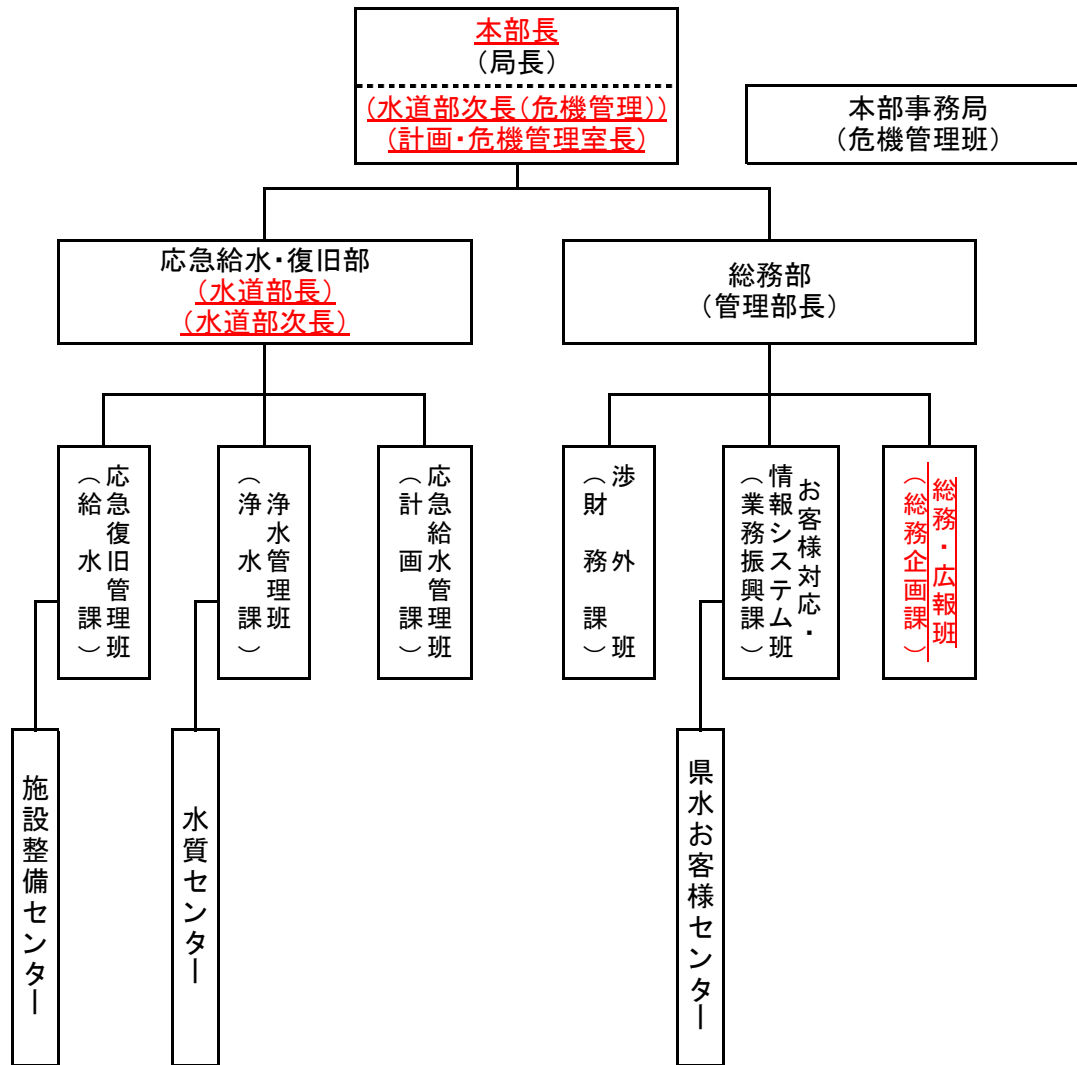 本部長
(局長)
(水道部次長(危機管理))
(計画・危機管理室長)
本部事務局
(危機管理班)
応急給水・復旧部
(水道部長)
(水道部次長)
総務部
(管理部長)
応急復旧管理班
(給水課)
浄水管理班
(浄水課)
応急給水管理班
(計画課)
渉外班
(財務課)
お客様対応・
情報システム班
(業務振興課)
総務・広報班
(総務企画課)
施設整備センター
水質センター
県水お客様センター